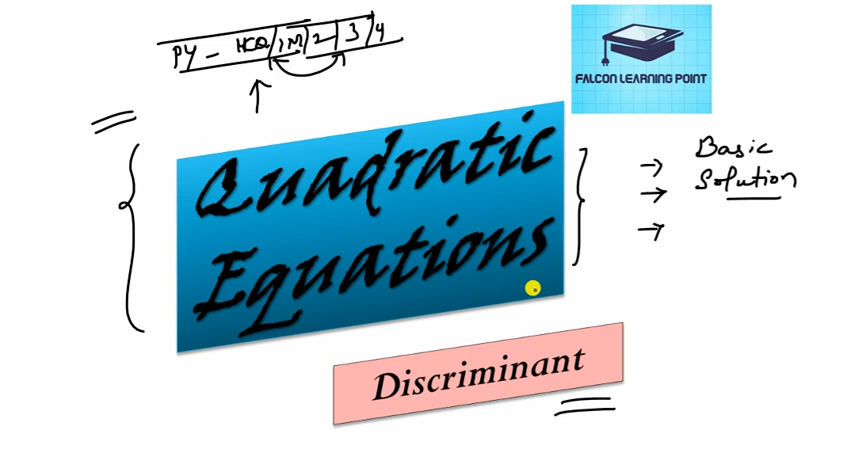 PY - MCQ/1M/2/3/4
FALCON LEARNING POINT
Quadratic
Equations
→ Basic
→ Solution
→
Discriminant